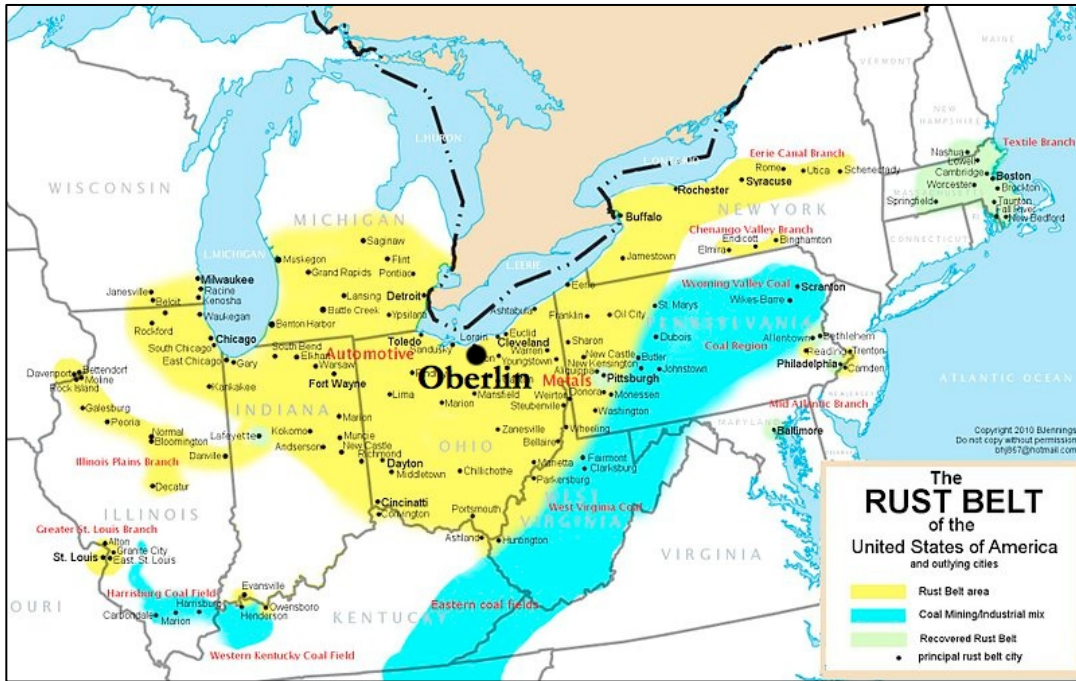 MAINE
VERMONT
NEW
HAMPSHIRE
Textile Branch
Nashua
Lowell
Cambridge
Boston
Worcester
Brockton
MASSACHUSETTS
Springfield
Taunton
Fall River
New Bedford
CONNECTICUT
L.HURON
L.ONTARIO
Eerie Canal Branch
Rome
Utica
Schenectady
Syracuse
Rochester
NEW YORK
Buffalo
Chenango Valley Branch
Endicott
Binghamton
Elmira
Jamestown
WISCONSIN
MICHIGAN
L.MICHIGAN
Saginaw
Muskegon
Flint
Grand Rapids
Pontiac
Lansing
Detroit
Battle Creek
Ypsilanti
Benton Harbor
Milwaukee
Racine
Kenosha
Janesville
Beloit
Waukegan
Rockford
Chicago
South Chicago
East Chicago
Gary
South Bend
Elkhart
Warsaw
Fort Wayne
Automotive
Toledo
Sandusky
Lorain
Cleveland
Euclid
Ashtabula
L.EERIE
Eerie
Warren
Youngstown
Oberlin
Metals
Franklin
Oil City
Sharon
New Castle
New Kensington
Butler
Aliquippa
Pittsburgh
Johnstown
Donora
Monessen
Washington
Weirton
Steubenville
Wheeling
St. Marys
Dubois
PENNSYLVANIA
Wyoming Valley Coal
Scranton
Wilkes-Barre
Coal Region
Bethlehem
Allentown
Reading
Trenton
Philadelphia
Camden
NEW JERSEY
Mid Atlantic Branch
MARYLAND
Baltimore
ATLANTIC OCEAN
Davenport
Bettendorf
Moline
Rock Island
Galesburg
Peoria
Kankakee
Normal
Bloomington
Danville
Decatur
Illinois Plains Branch
ILLINOIS
INDIANA
Lafayette
Kokomo
Marion
Anderson
Muncie
New Castle
Richmond
Lima
Marion
Mansfield
OHIO
Dayton
Middletown
Chillicothe
Zanesville
Bellaire
Marietta
Parkersburg
Fairmont
Clarksburg
Cincinatti
Covington
Portsmouth
Ashland
Huntington
WEST
VIRGINIA
West Virginia Coal
VIRGINIA
Greater St. Louis Branch
Alton
Granite City
St. Louis
East St. Louis
OURI
Harrisburg Coal Field
Harrisburg
Carbondale
Marion
Evansville
Owensboro
Henderson
Western Kentucky Coal Field
KENTUCKY
Eastern coal fields
Copyright 2010 BJennings
Do not copy without permission
bhj867@hotmail.com
The
RUST BELT
of the
United States of America
and outlying cities
Rust Belt area
Coal Mining/Industrial mix
Recovered Rust Belt
principal rust belt city